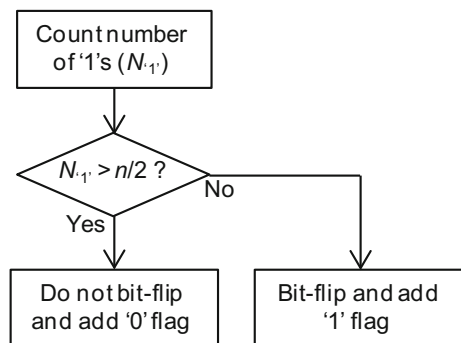 Count number
of ‘1’s (N‘1’)
N‘1’ > n/2 ?
No
Yes
Do not bit-flip
and add ‘0’ flag
Bit-flip and add
‘1’ flag